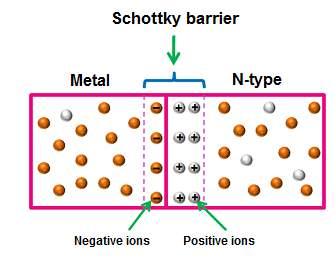 Schottky barrier
Metal
N-type
Negative ions
Positive ions